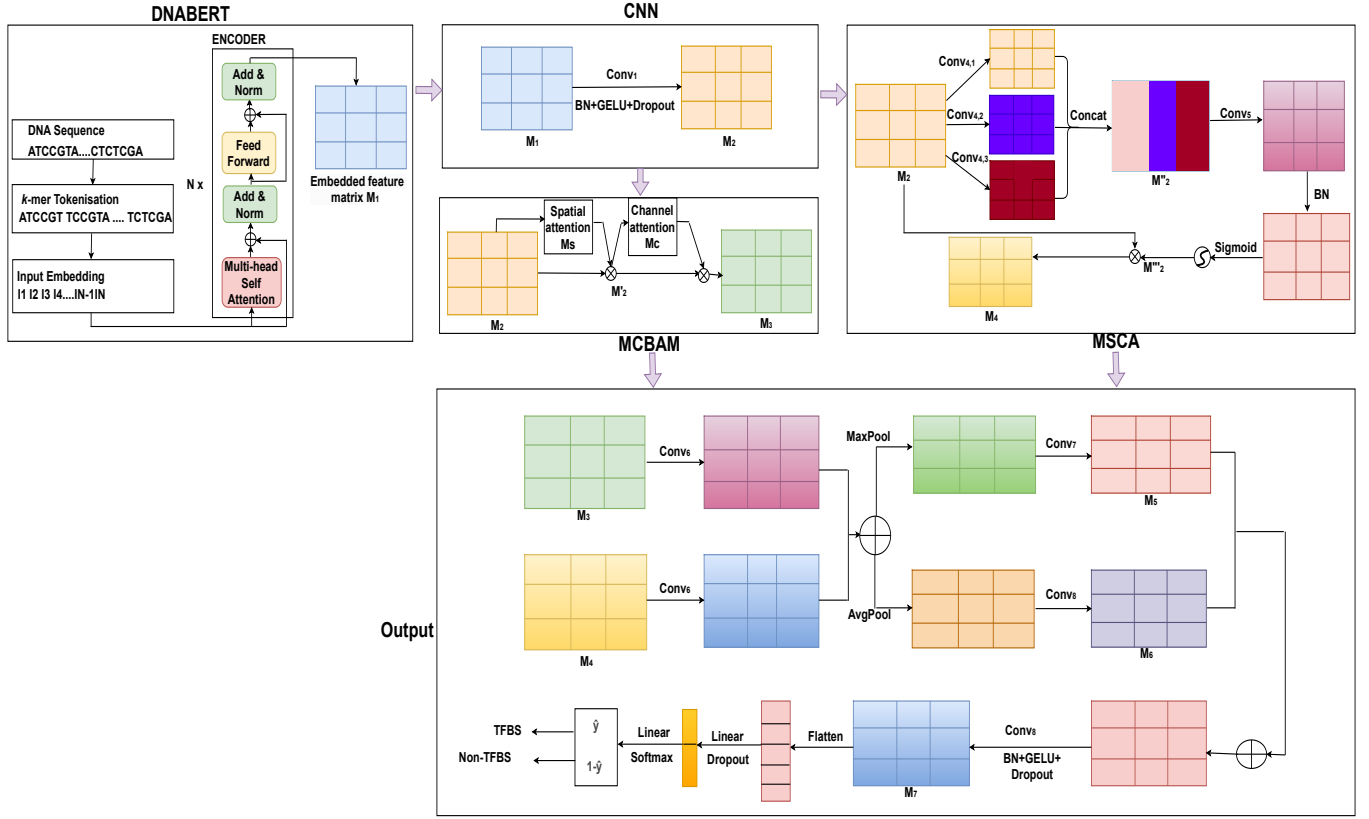 DNABERT
ENCODER
Add &
Norm
Feed
Forward
N x
Add &
Norm
Multi-head
Self
Attention
DNA Sequence
ATCCGTA....CTCTCGA
k-mer Tokenisation
ATCCGT TCCGTA .... TCTCGA
Input Embedding
I1 I2 I3 I4....IN-1IN
Embedded feature
matrix M1
CNN
Conv1
BN+GELU+Dropout
M1
M2
Spatial
attention
Ms
Channel
attention
Mc
M'2
M2
M3
MCBAM
Conv4,1
Conv4,2
Conv4,3
M2
Concat
M''2
Conv5
BN
Sigmoid
M'''2
M4
MSCA
Output
M3
Conv6
M4
Conv6
MaxPool
AvgPool
Conv7
M5
Conv8
M6
Conv8
BN+GELU+
Dropout
M7
Flatten
Linear
Dropout
Linear
Softmax
ŷ
1-ŷ
TFBS
Non-TFBS